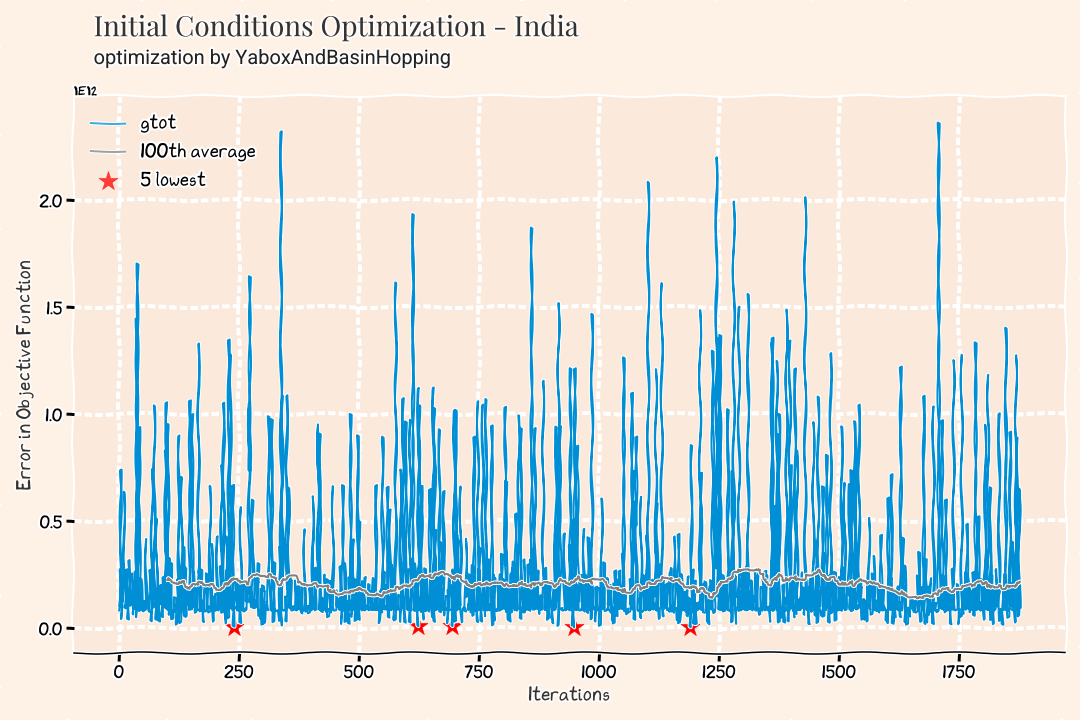 Initial Conditions Optimization - India
optimization by YaboxAndBasinHopping
1E12
gtot
100th average
5 lowest
2.0
1.5
1.0
0.5
0.0
Error in Objective Function
0 250 500 750 1000 1250 1500 1750
Iterations